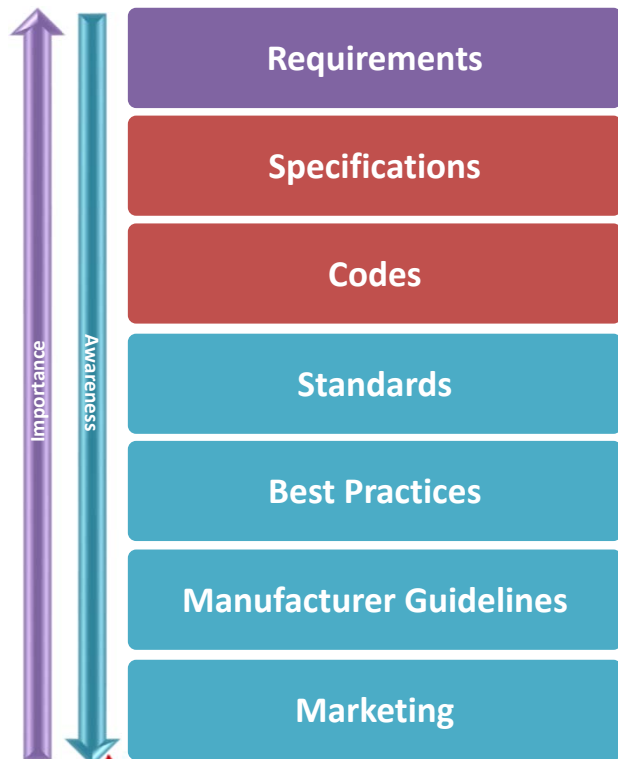 Requirements
Specifications
Codes
Standards
Best Practices
Manufacturer Guidelines
Marketing
Importance
Awareness